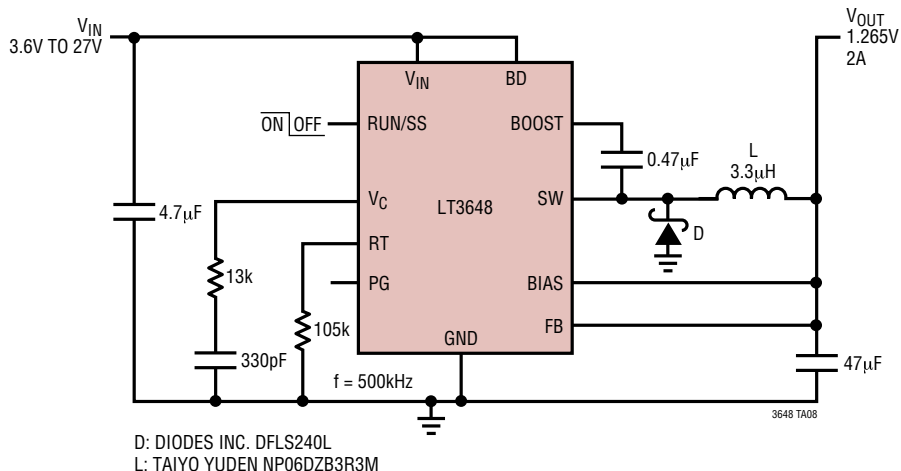 VIN
3.6V TO 27V
VOUT
1.265V
2A
VIN
BD
ON OFF
RUN/SS
BOOST
0.47µF
L
3.3µH
VC
LT3648
SW
4.7µF
RT
D
13k
PG
BIAS
105k
FB
GND
330pF
47µF
f = 500kHz
3648 TA08
D: DIODES INC. DFLS240L
L: TAIYO YUDEN NP06DZB3R3M